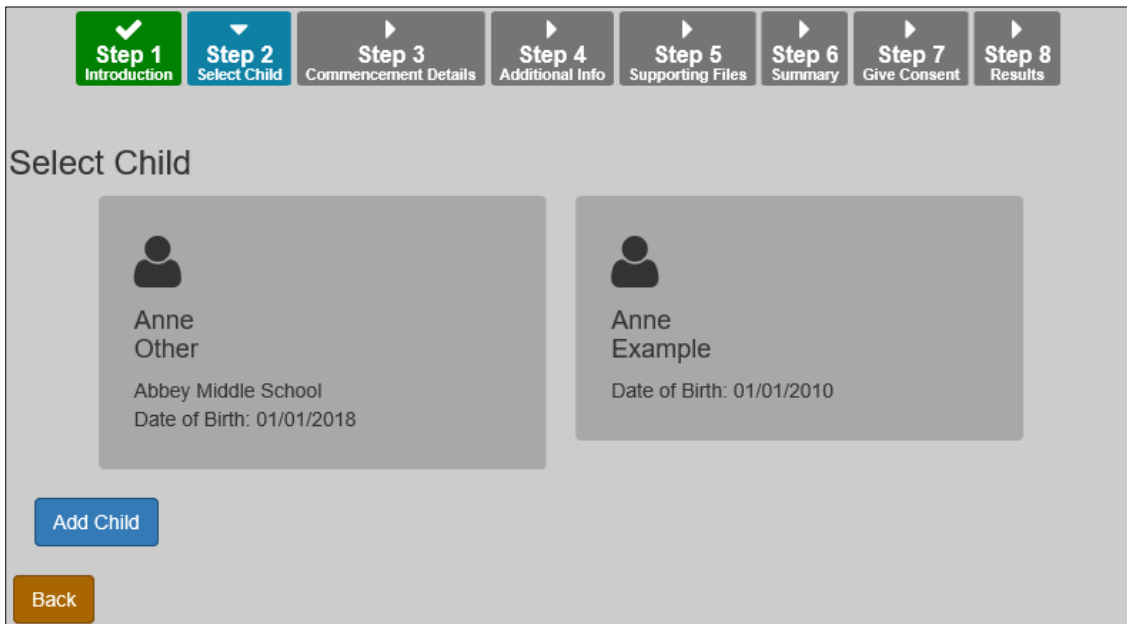 Step 1 Step 2 Step 3 Step 4 Step 5 Step 6 Step 7 Step 8
Introduction Select Child Commencement Details Additional Info Supporting Files Summary Give Consent Results
Select Child
Anne
Other
Abbey Middle School
Date of Birth: 01/01/2018
Anne
Example
Date of Birth: 01/01/2010
Add Child
Back